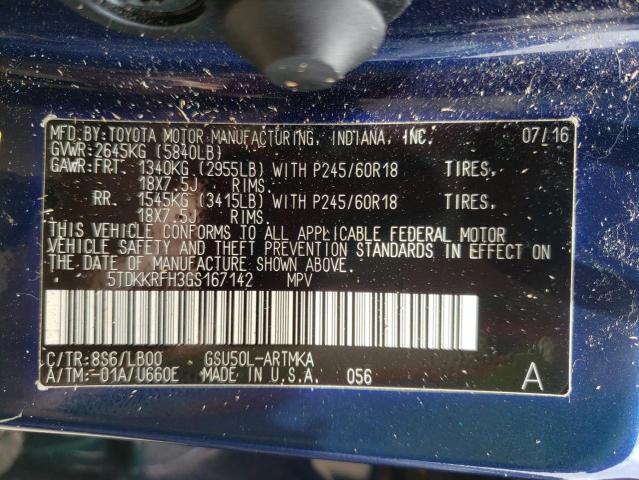 MFD.BY:TOYOTA MOTOR MANUFACTURING, INDIANA, INC. 07/16
GVWR:2645KG (5840LB)
GAWR:FRT. 1340KG (2955LB) WITH P245/60R18 TIRES,
18X7.5J RIMS.
RR. 1545KG (3415LB) WITH P245/60R18 TIRES,
18X7.5J RIMS.
THIS VEHICLE CONFORMS TO ALL APPLICABLE FEDERAL MOTOR
VEHICLE SAFETY AND THEFT PREVENTION STANDARDS IN EFFECT ON
THE DATE OF MANUFACTURE SHOWN ABOVE.
5TDKKRFH3GS167142 MPV
C/TR:8S6/LB00 GSU50L-ARTMKA
A/TM:-01A/U660E MADE IN U.S.A. 056 A